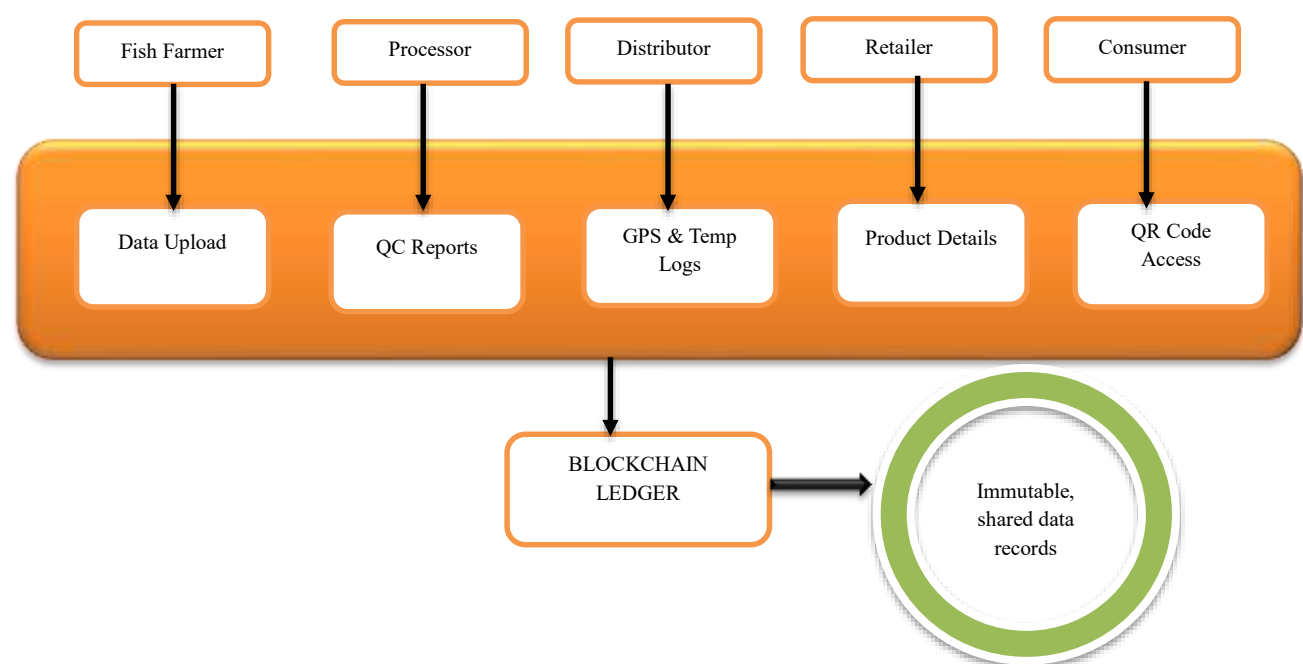 Fish Farmer
Processor
Distributor
Retailer
Consumer
Data Upload
QC Reports
GPS & Temp
Logs
Product Details
QR Code
Access
BLOCKCHAIN
LEDGER
Immutable,
shared data
records